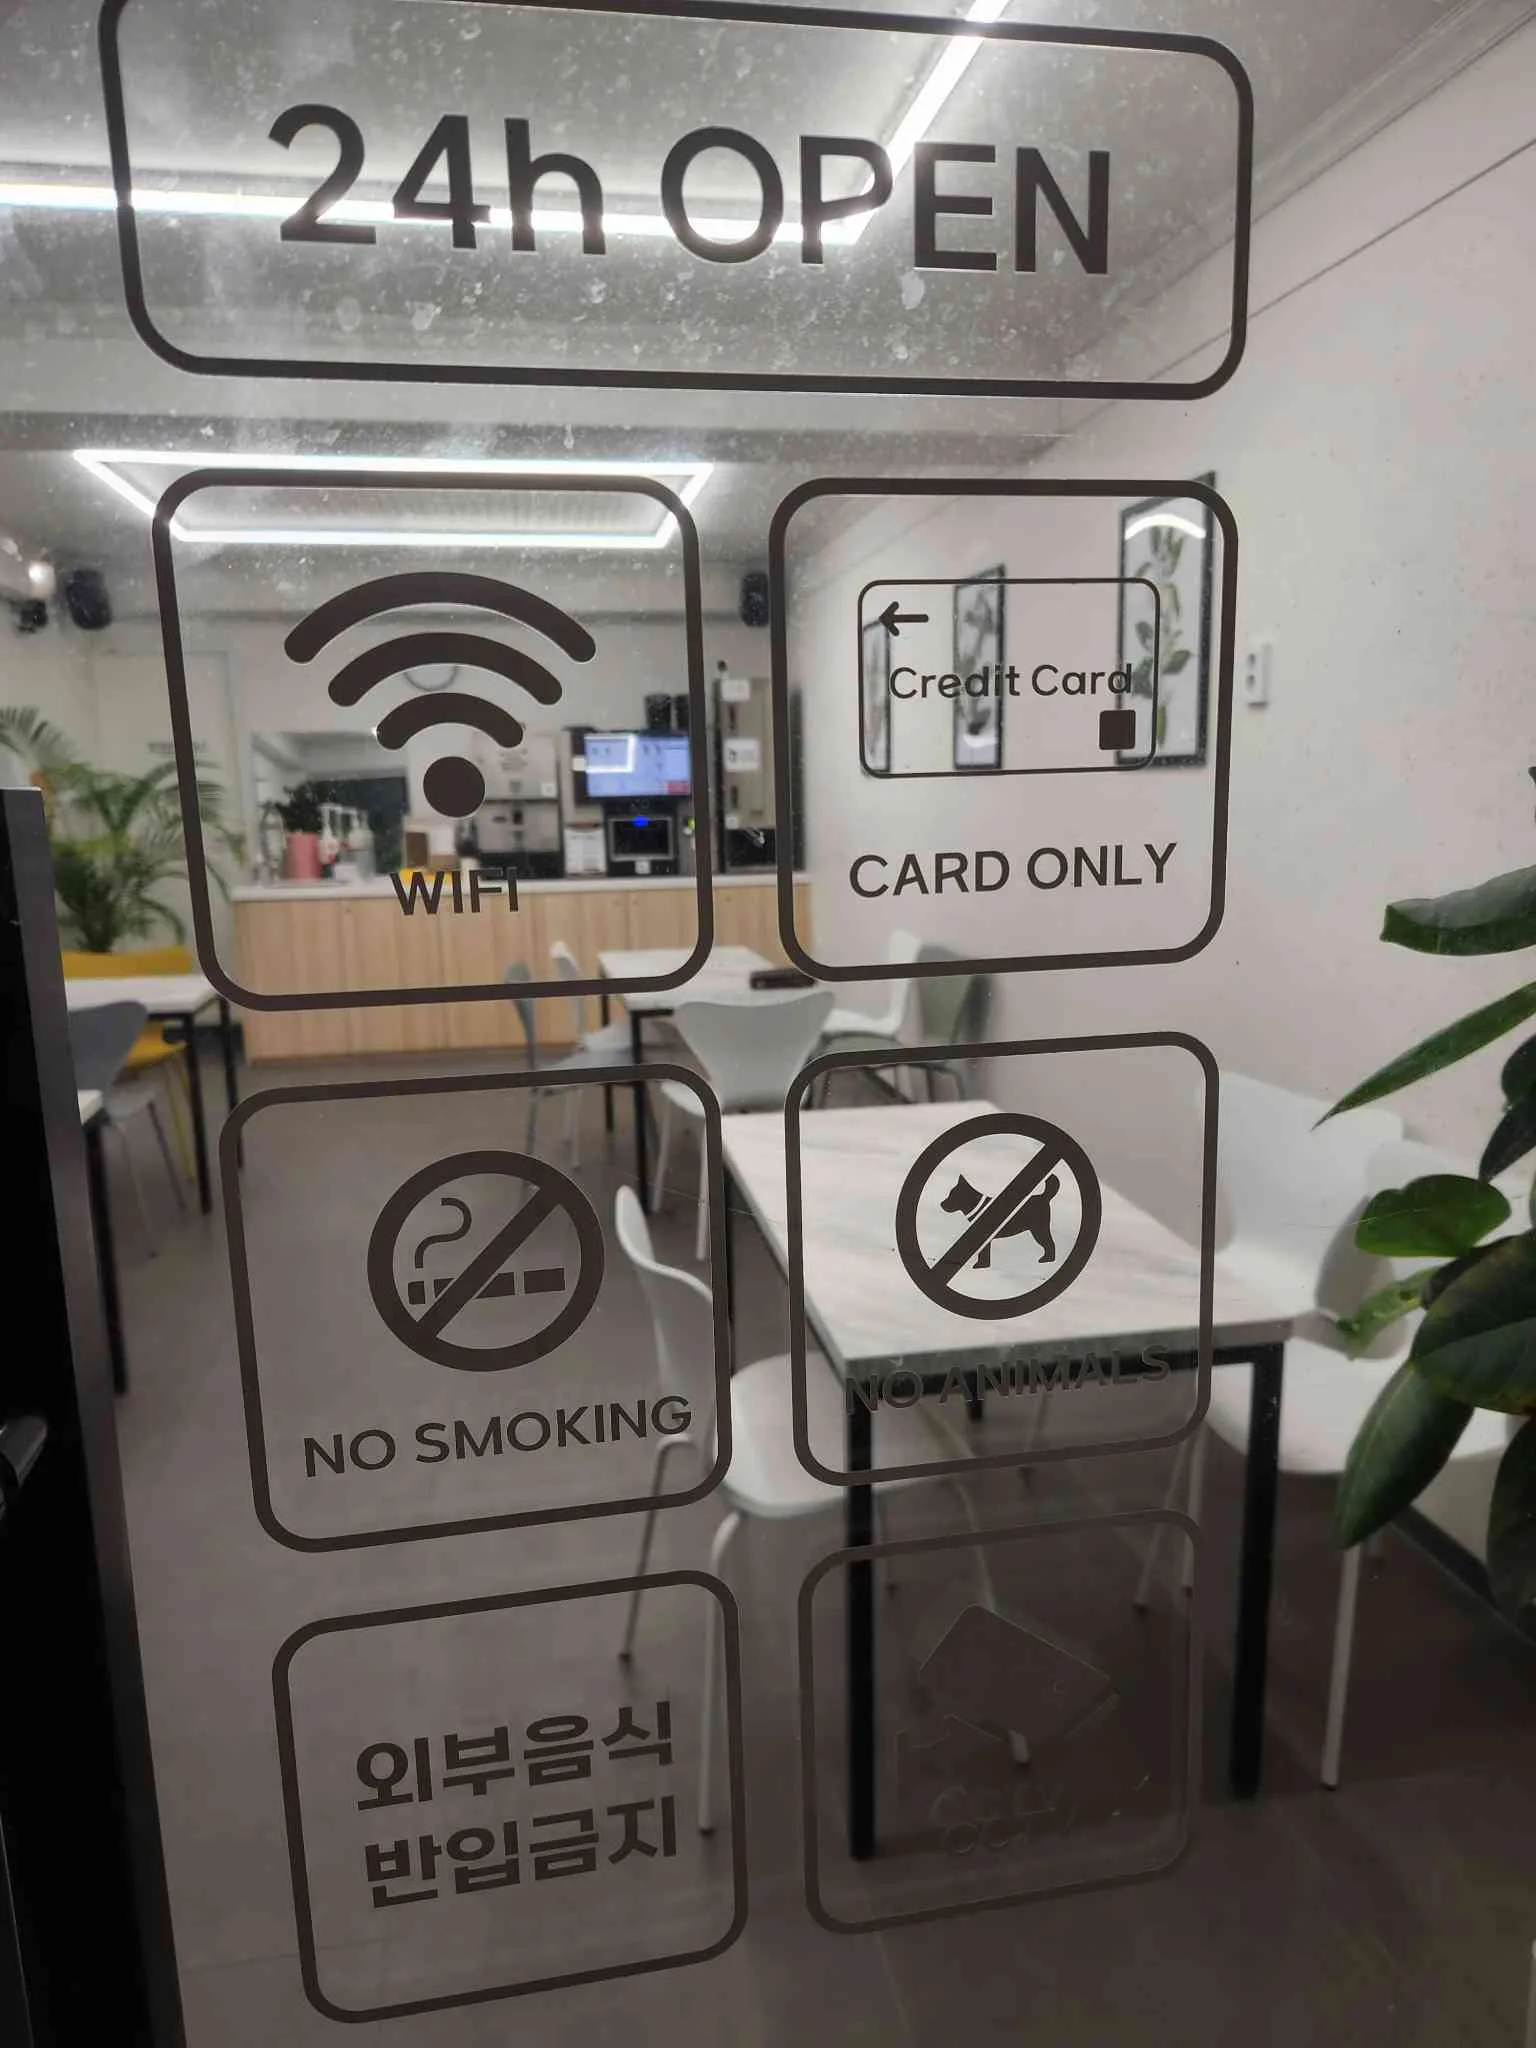 24h OPEN
WIFI
Credit Card
CARD ONLY
NO SMOKING
NO ANIMALS
외부음식
반입금지
CCTV